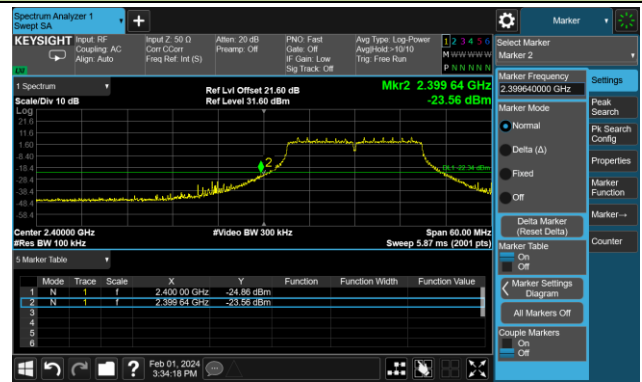 Spectrum Analyzer 1
Swept SA
Marker
KEYSIGHT
Input: RF
Coupling: AC
Align: Auto
Input Z: 50 Ω
Corr CCorr
Freq Ref: Int (S)
Atten: 20 dB
Preamp: Off
PNO: Fast
Gate: Off
IF Gain: Low
Sig Track: Off
Avg Type: Log-Power
Avg|Hold:>10/10
Trig: Free Run
1 2 3 4 5 6
M W W W W W
P N N N N N
LW
Select Marker
Marker 2
1 Spectrum
Scale/Div 10 dB
Log
Ref Lvl Offset 21.60 dB
Ref Level 31.60 dBm
Mkr2 2.399 64 GHz
-23.56 dBm
21.6
11.6
1.60
-8.40
-18.4
-28.4
-38.4
-48.4
-58.4
2
DL1 -22.34 dBm
Center 2.40000 GHz
#Res BW 100 kHz
#Video BW 300 kHz
Span 60.00 MHz
Sweep 5.87 ms (2001 pts)
5 Marker Table
Mode Trace Scale X Y Function Function Width Function Value
1 N 1 f 2.400 00 GHz -24.86 dBm
2 N 1 f 2.399 64 GHz -23.56 dBm
3
4
5
6
Marker Frequency
2.399640000 GHz
Marker Mode
Normal
Delta (Δ)
Fixed
Off
Delta Marker
(Reset Delta)
Marker Table
On
Off
Marker Settings
Diagram
All Markers Off
Couple Markers
On
Off
Settings
Peak
Search
Pk Search
Config
Properties
Marker
Function
Marker→
Counter
?
Feb 01, 2024
3:34:18 PM